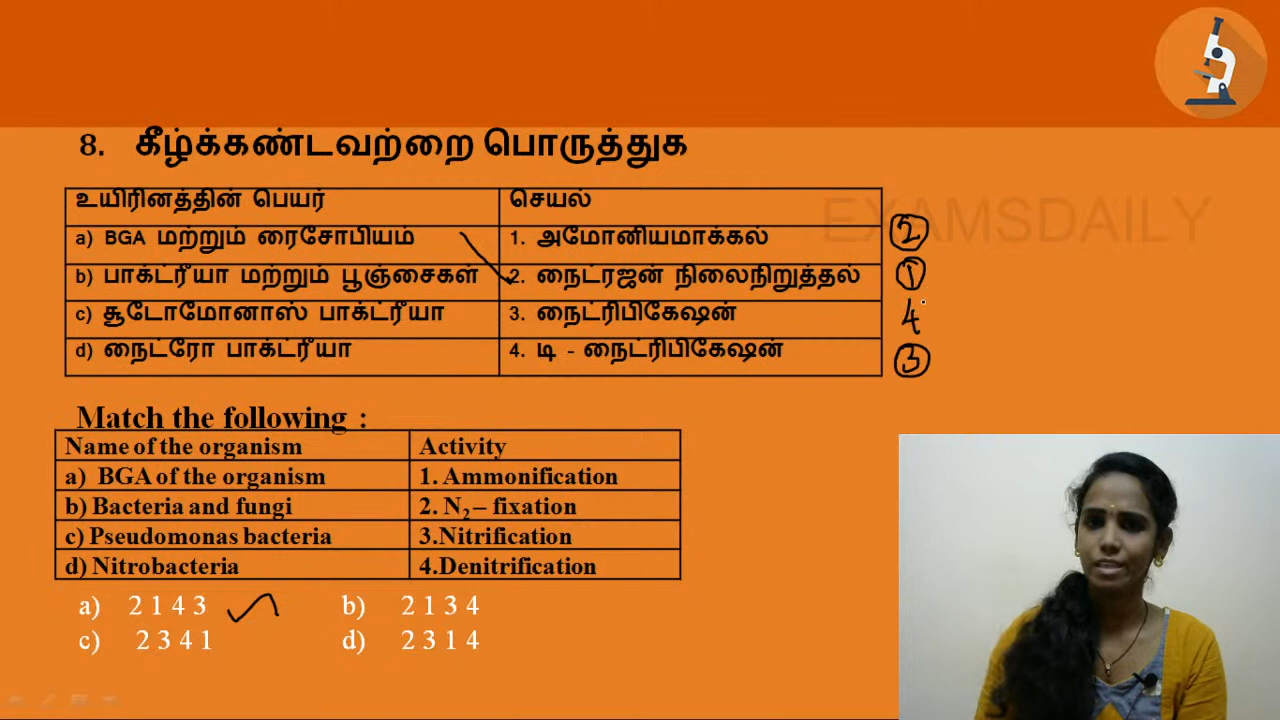 8. கீழ்க்கண்டவற்றை பொருத்துக
உயிரினத்தின் பெயர் செயல்
EXAMSDAILY
a) BGA மற்றும் ரைசோபியம் 1. அமோனியமாக்கல் 2
b) பாக்ட்ரீயா மற்றும் பூஞ்சைகள் 2. நைட்ரஜன் நிலைநிறுத்தல் 1
c) சூடோமோனாஸ் பாக்ட்ரீயா 3. நைட்ரிபிகேஷன் 4
d) நைட்ரோ பாக்ட்ரீயா 4. டி - நைட்ரிபிகேஷன் 3
Match the following :
Name of the organism Activity
a) BGA of the organism 1. Ammonification
b) Bacteria and fungi 2. N₂ – fixation
c) Pseudomonas bacteria 3.Nitrification
d) Nitrobacteria 4.Denitrification
a) 2 1 4 3 b) 2 1 3 4
c) 2 3 4 1 d) 2 3 1 4